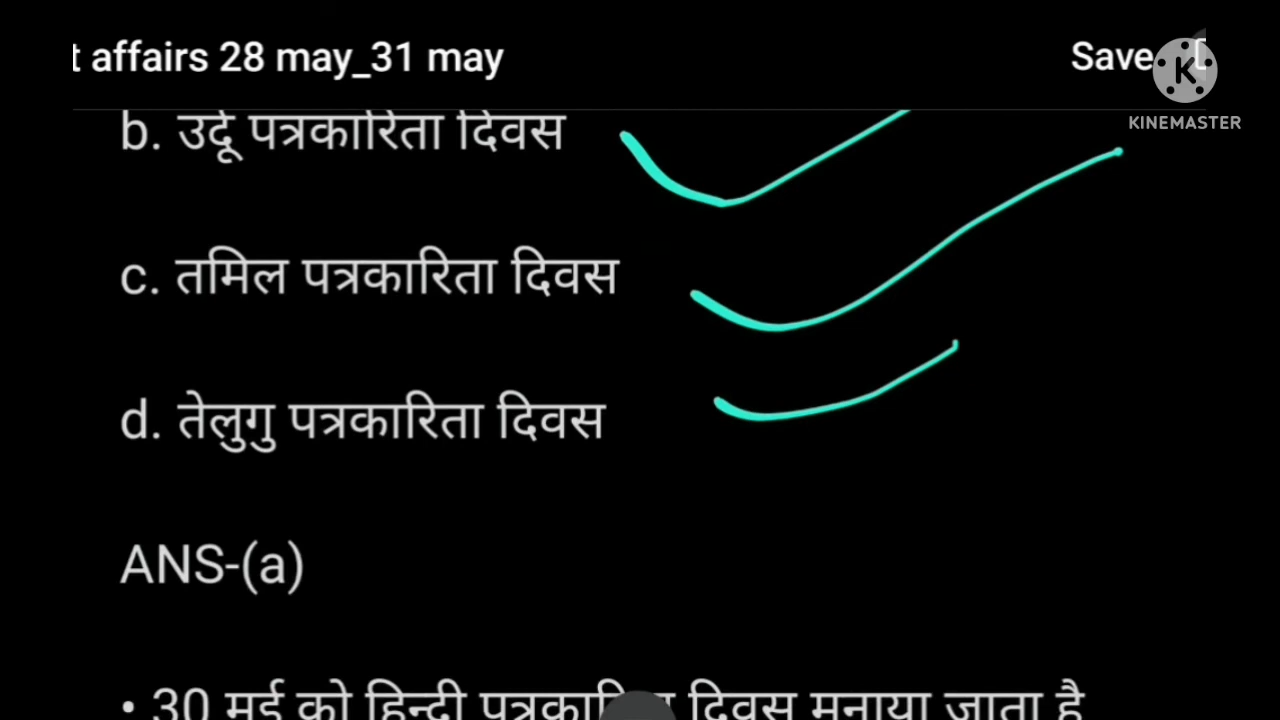 t affairs 28 may_31 may
Save
KINEMASTER
b. उर्दू पत्रकारिता दिवस
c. तमिल पत्रकारिता दिवस
d. तेलुगु पत्रकारिता दिवस
ANS-(a)
• 30 मई को हिन्दी पत्रकारिता दिवस मनाया जाता है